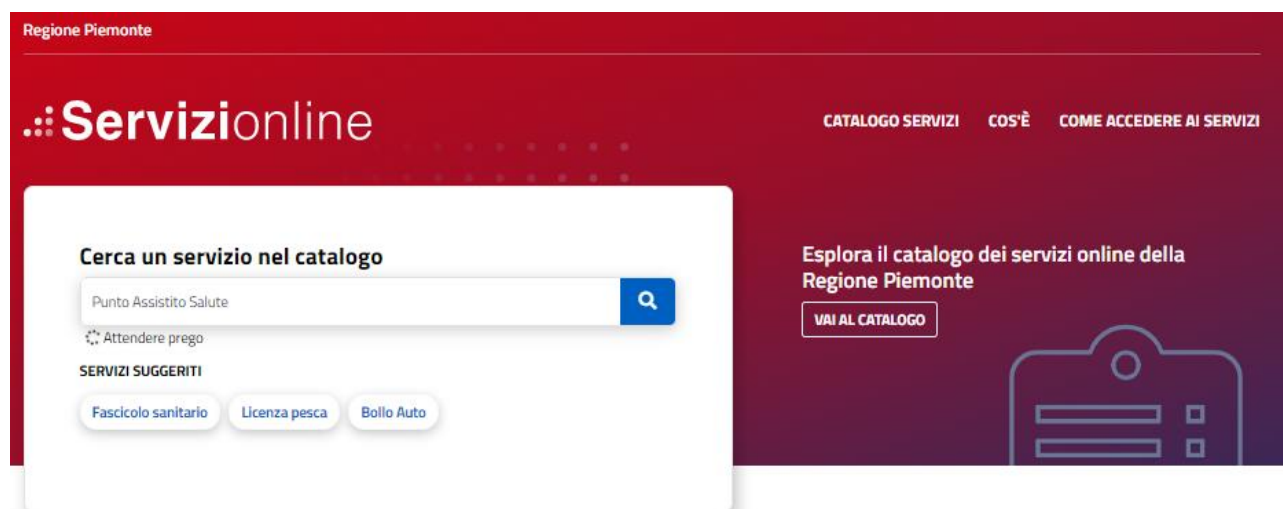 Regione Piemonte
Servizionline
CATALOGO SERVIZI COS'È COME ACCEDERE AI SERVIZI
Cerca un servizio nel catalogo
Punto Assistito Salute
Attendere prego
SERVIZI SUGGERITI
Fascicolo sanitario Licenza pesca Bollo Auto
Esplora il catalogo dei servizi online della
Regione Piemonte
VAI AL CATALOGO